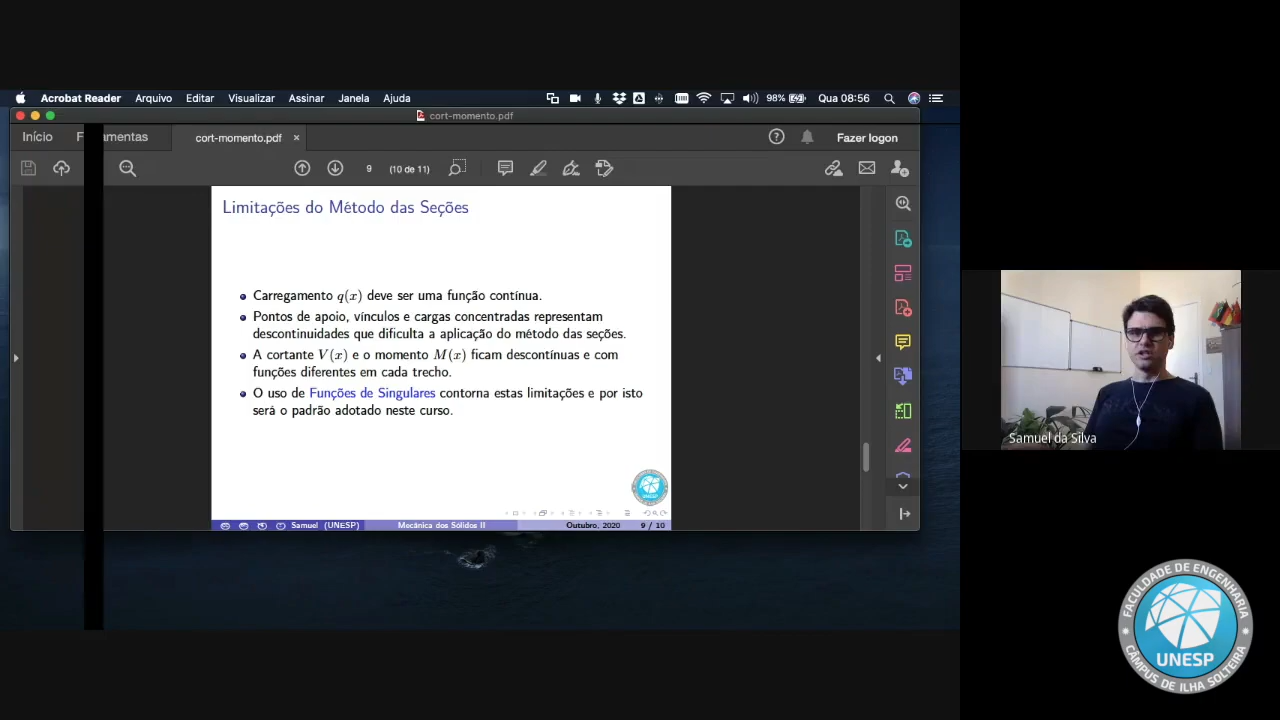 Acrobat Reader Arquivo Editar Visualizar Assinar Janela Ajuda 98% Qua 08:56
cort-momento.pdf
Início F amentas cort-momento.pdf × Fazer logon
9 (10 de 11)
Limitações do Método das Seções
Carregamento q(x) deve ser uma função contínua.
Pontos de apoio, vínculos e cargas concentradas representam
descontinuidades que dificulta a aplicação do método das seções.
A cortante V(x) e o momento M(x) ficam descontínuas e com
funções diferentes em cada trecho.
O uso de Funções de Singulares contorna estas limitações e por isto
será o padrão adotado neste curso.
UNESP
Samuel (UNESP) Mecânica dos Sólidos II Outubro, 2020 9 / 10
Samuel da Silva
FACULDADE DE ENGENHARIA
UNESP
CÂMPUS DE ILHA SOLTEIRA